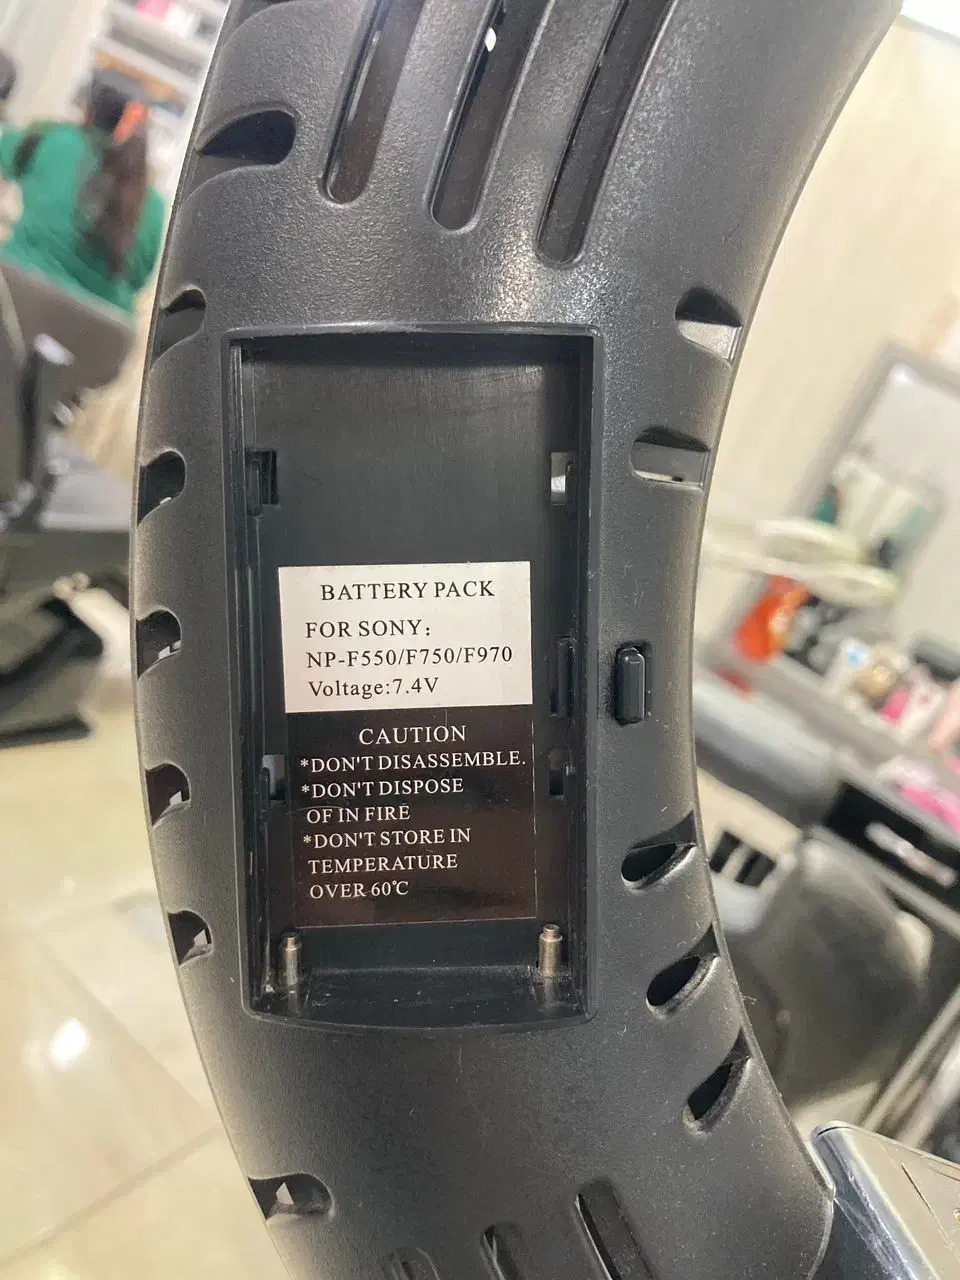 BATTERY PACK
FOR SONY:
NP-F550/F750/F970
Voltage:7.4V
CAUTION
*DON'T DISASSEMBLE.
*DON'T DISPOSE
OF IN FIRE
*DON'T STORE IN
TEMPERATURE
OVER 60℃